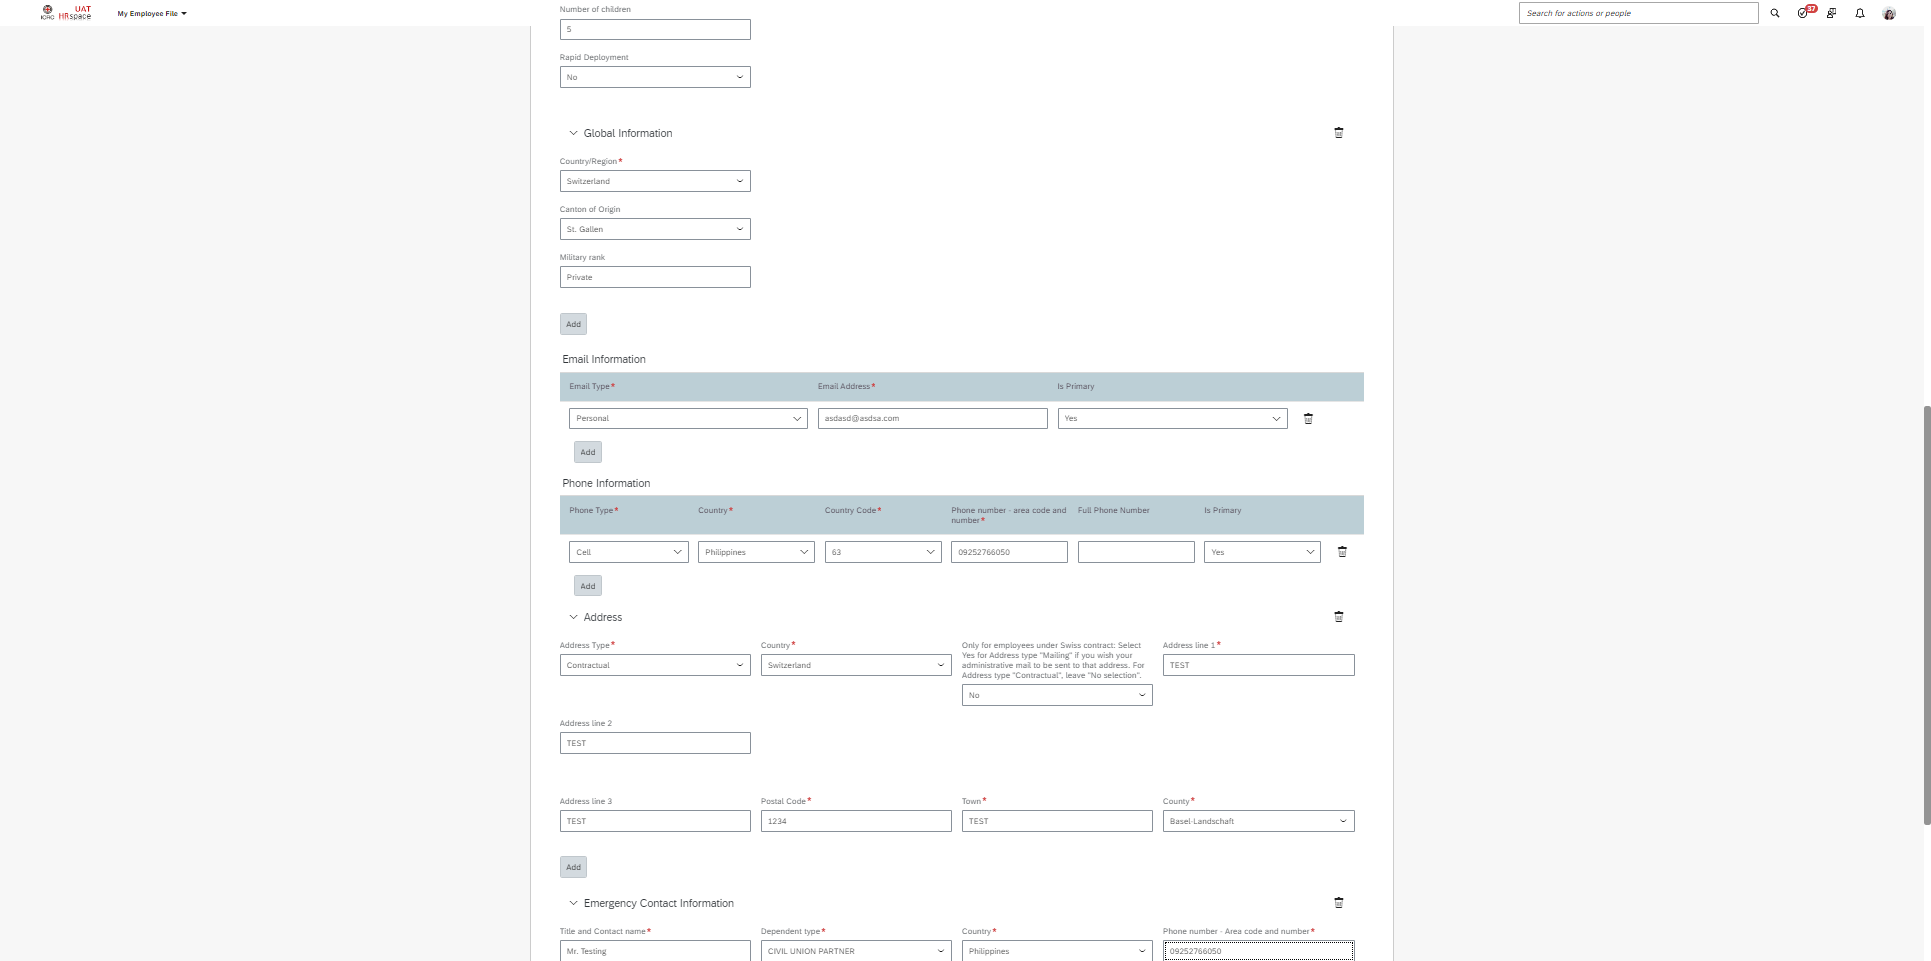 ICRC
UAT
HRspace
My Employee File
Search for actions or people
37
Number of children
5
Rapid Deployment
No
Global Information
Country/Region*
Switzerland
Canton of Origin
St. Gallen
Military rank
Private
Add
Email Information
Email Type* Email Address* Is Primary
Personal asdasd@asdsa.com Yes
Add
Phone Information
Phone Type* Country* Country Code* Phone number - area code and number* Full Phone Number Is Primary
Cell Philippines 63 09252766050 Yes
Add
Address
Address Type*
Contractual
Country*
Switzerland
Only for employees under Swiss contract: Select
Yes for Address type "Mailing" if you wish your
administrative mail to be sent to that address. For
Address type "Contractual", leave "No selection".
No
Address line 1*
TEST
Address line 2
TEST
Address line 3
TEST
Postal Code*
1234
Town*
TEST
County*
Basel-Landschaft
Add
Emergency Contact Information
Title and Contact name*
Mr. Testing
Dependent type*
CIVIL UNION PARTNER
Country*
Philippines
Phone number - Area code and number*
09252766050